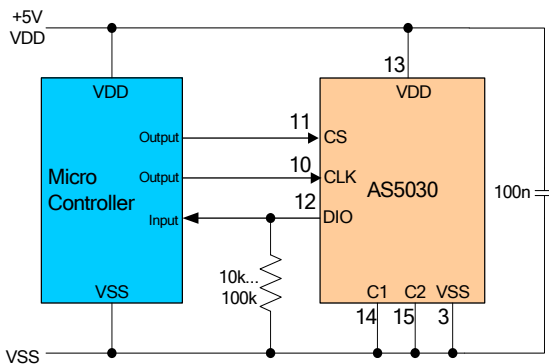 +5V
VDD
13
VDD
VDD
Output
11
CS
Micro
Controller
Output
10
CLK
AS5030
100n
Input
12
DIO
10k...
100k
VSS
C1
C2
VSS
14
15
3
VSS